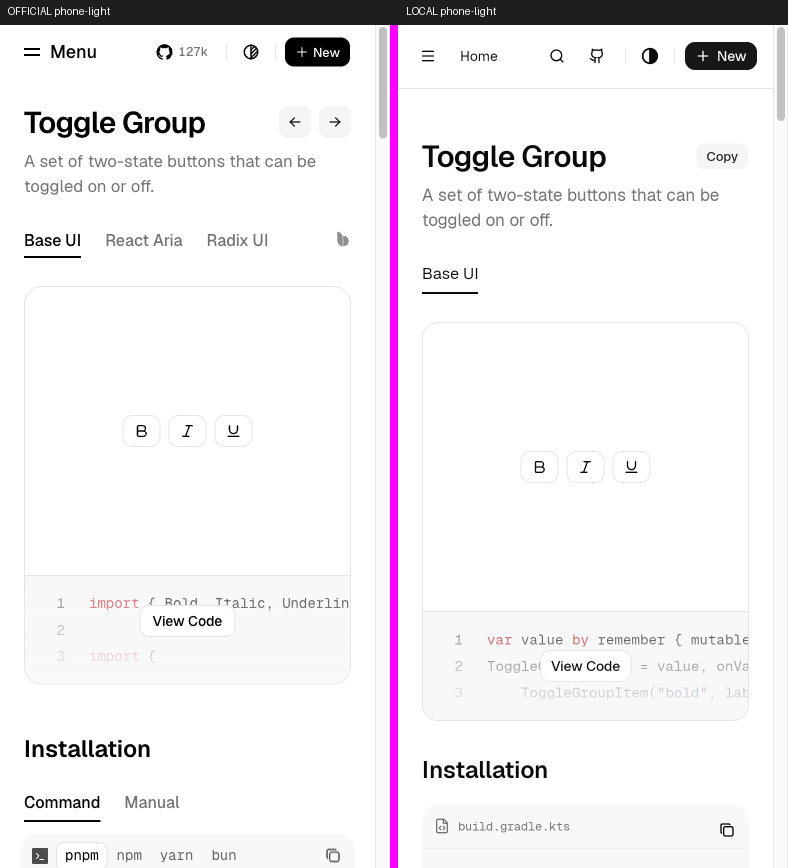 OFFICIAL phone-light
Menu
127k
New
Toggle Group
A set of two-state buttons that can be
toggled on or off.
Base UI React Aria Radix UI
B I U
1 import { Bold, Italic, Underlin
2
View Code
3 import {
Installation
Command Manual
pnpm npm yarn bun
LOCAL phone-light
Home
New
Toggle Group
Copy
A set of two-state buttons that can be
toggled on or off.
Base UI
B I U
1 var value by remember { mutable
2 Toggle = value, onVa
View Code
3 ToggleGroupItem("bold", lab
Installation
build.gradle.kts